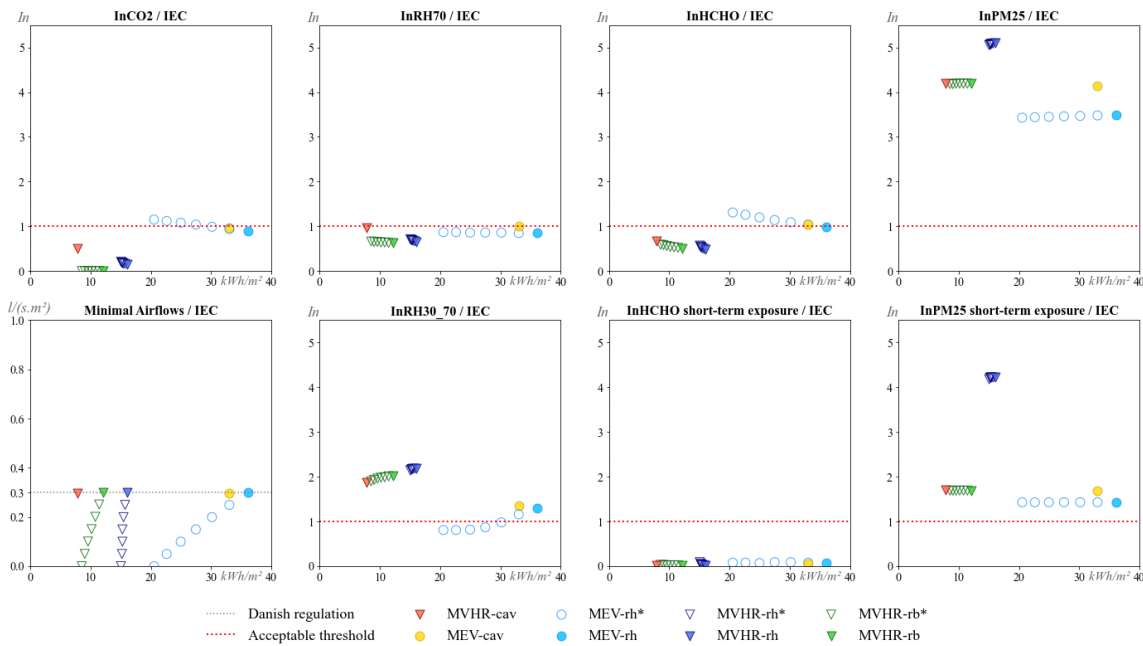 In InCO2 / IEC In InRH70 / IEC In InHCHO / IEC In InPM25 / IEC
5 5 5 5
4 4 4 4
3 3 3 3
2 2 2 2
1 1 1 1
0 0 0 0
0 10 20 30 kWh/m² 40 0 10 20 30 kWh/m² 40 0 10 20 30 kWh/m² 40 0 10 20 30 kWh/m² 40
l/(s.m²) Minimal Airflows / IEC In InRH30_70 / IEC In InHCHO short-term exposure / IEC In InPM25 short-term exposure / IEC
1.0
5 5 5
0.8
4 4 4
0.6
3 3 3
0.4
2 2 2
0.3
0.2
1 1 1
0.0 0 0 0
0 10 20 30 kWh/m² 40 0 10 20 30 kWh/m² 40 0 10 20 30 kWh/m² 40 0 10 20 30 kWh/m² 40
Danish regulation MVHR-cav MEV-rh* MVHR-rh* MVHR-rb*
Acceptable threshold MEV-cav MEV-rh MVHR-rh MVHR-rb